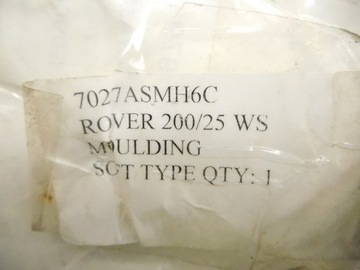 7027ASMH6C
ROVER 200/25 WS
MOULDING
SGT TYPE QTY: 1